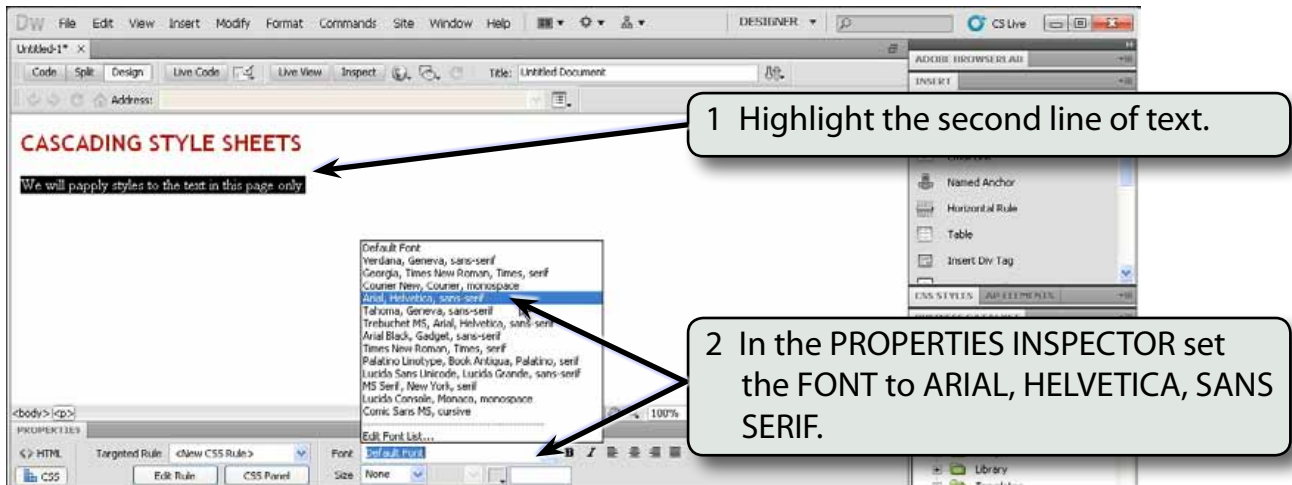 DW File Edit View Insert Modify Format Commands Site Window Help DESIGNER CS Live
Untitled-1* ×
Code Split Design Live Code Live View Inspect Title: Untitled Document
ADOBE BROWSERLAB
INSERT
Address:
1 Highlight the second line of text.
CASCADING STYLE SHEETS
We will papply styles to the text in this page only
Named Anchor
Horizontal Rule
Table
Insert Div Tag
CSS STYLES AP ELEMENTS
Default Font
Verdana, Geneva, sans-serif
Georgia, Times New Roman, Times, serif
Courier New, Courier, monospace
Arial, Helvetica, sans-serif
Tahoma, Geneva, sans-serif
Trebuchet MS, Arial, Helvetica, sans-serif
Arial Black, Gadget, sans-serif
Times New Roman, Times, serif
Palatino Linotype, Book Antiqua, Palatino, serif
Lucida Sans Unicode, Lucida Grande, sans-serif
MS Serif, New York, serif
Lucida Console, Monaco, monospace
Comic Sans MS, cursive
Edit Font List...
2 In the PROPERTIES INSPECTOR set
the FONT to ARIAL, HELVETICA, SANS
SERIF.
<body> <p> 100%
PROPERTIES
<> HTML Targeted Rule <New CSS Rule> Font Default Font B I
CSS Edit Rule CSS Panel Size None
Library